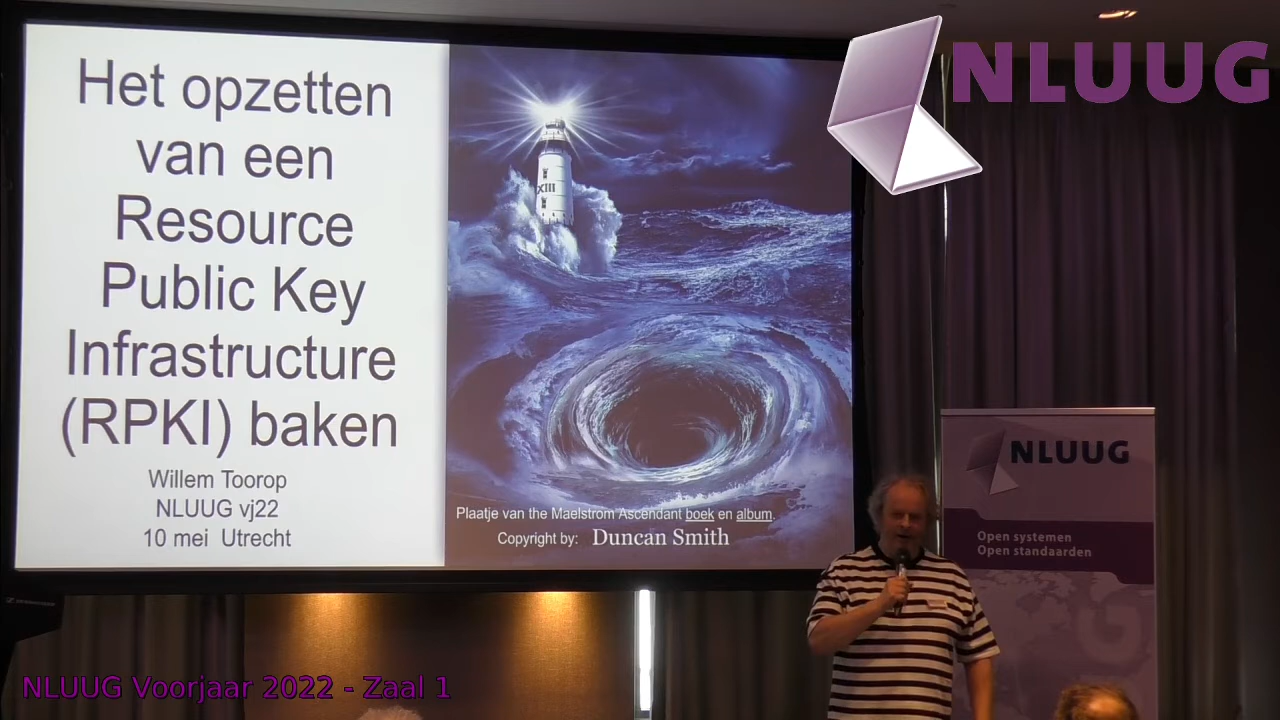 Het opzetten
van een
Resource
Public Key
Infrastructure
(RPKI) baken
Willem Toorop
NLUUG vj22
10 mei Utrecht
XIII
Plaatje van the Maelstrom Ascendant boek en album.
Copyright by: Duncan Smith
NLUUG
NLUUG
Open systemen
Open standaarden
NLUUG Voorjaar 2022 - Zaal 1